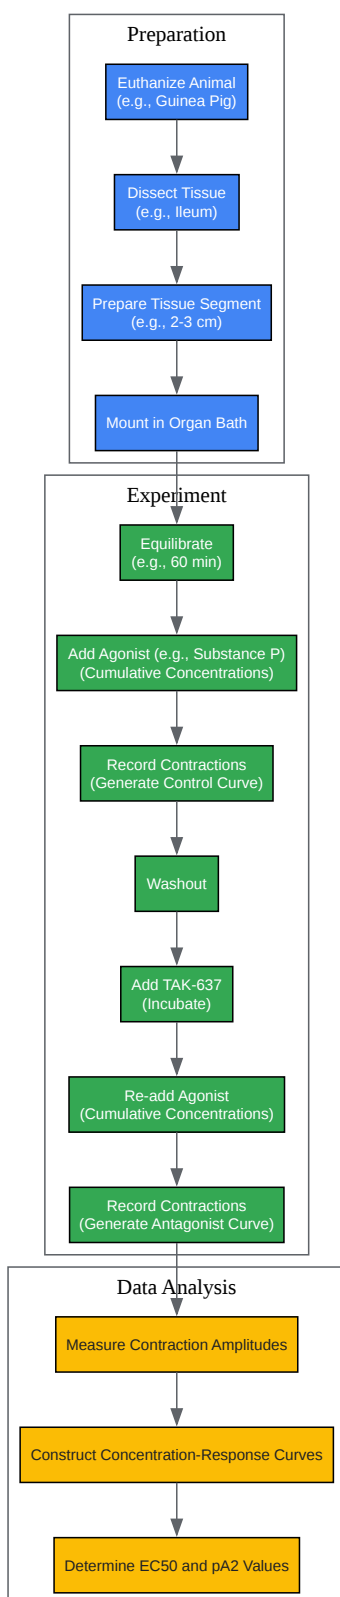 Preparation
Euthanize Animal
(e.g., Guinea Pig)
Dissect Tissue
(e.g., Ileum)
Prepare Tissue Segment
(e.g., 2-3 cm)
Mount in Organ Bath
Experiment
Equilibrate
(e.g., 60 min)
Add Agonist (e.g., Substance P)
(Cumulative Concentrations)
Record Contractions
(Generate Control Curve)
Washout
Add TAK-637
(Incubate)
Re-add Agonist
(Cumulative Concentrations)
Record Contractions
(Generate Antagonist Curve)
Data Analysis
Measure Contraction Amplitudes
Construct Concentration-Response Curves
Determine EC50 and pA2 Values